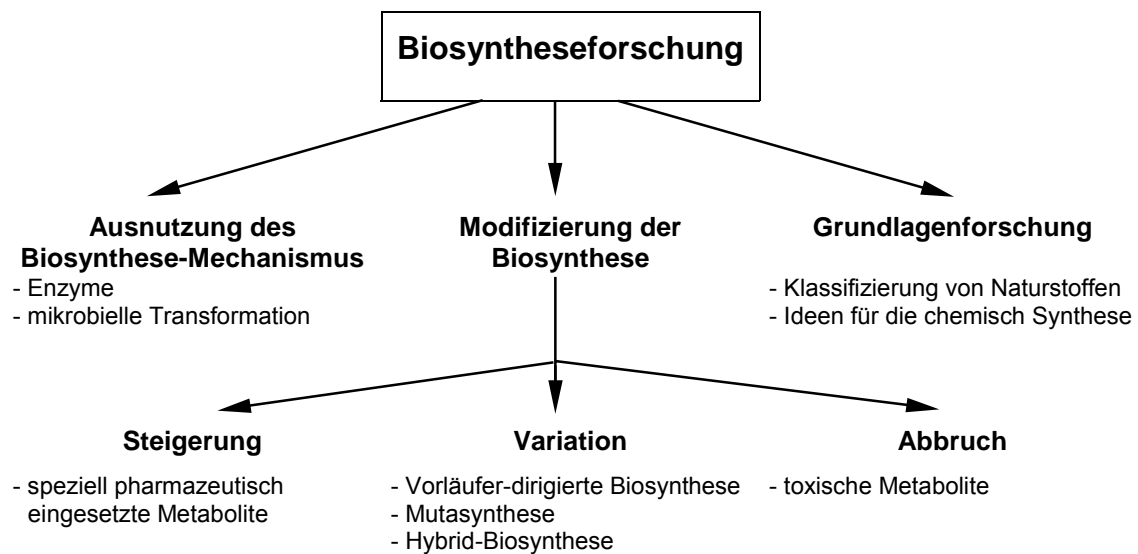 Biosyntheseforschung
Ausnutzung des
Biosynthese-Mechanismus
- Enzyme
- mikrobielle Transformation
Modifizierung der
Biosynthese
Grundlagenforschung
- Klassifizierung von Naturstoffen
- Ideen für die chemisch Synthese
Steigerung
- speziell pharmazeutisch
eingesetzte Metabolite
Variation
- Vorläufer-dirigierte Biosynthese
- Mutasynthese
- Hybrid-Biosynthese
Abbruch
- toxische Metabolite